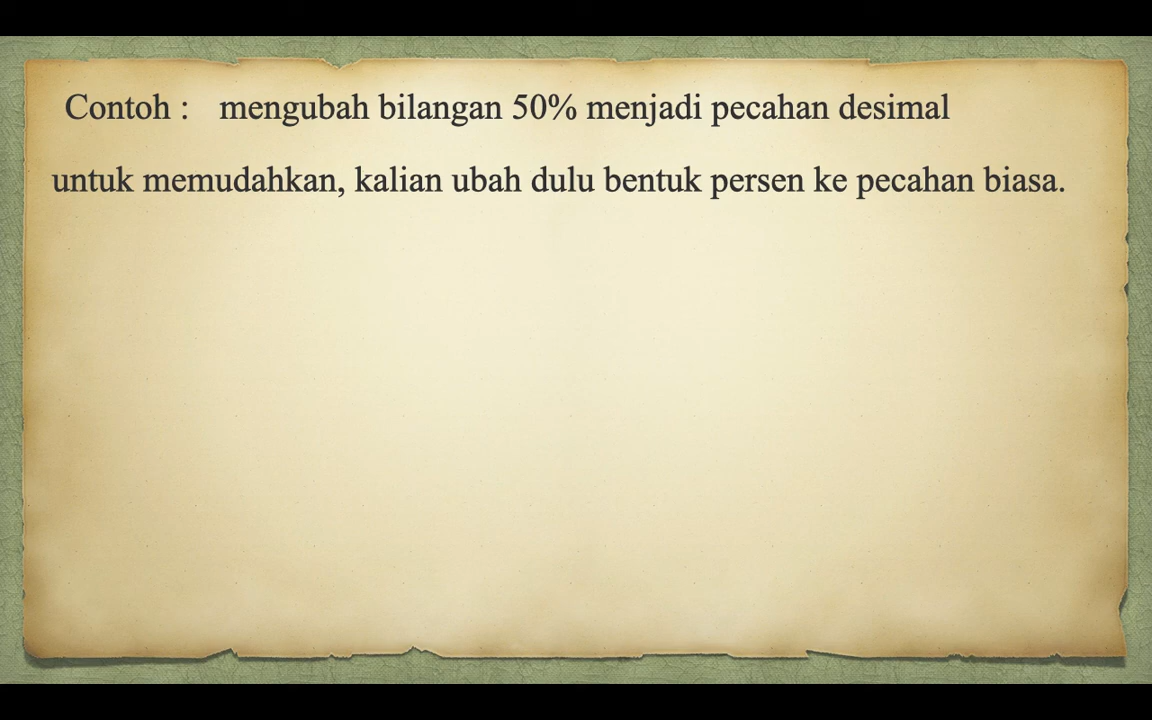 Contoh : mengubah bilangan 50% menjadi pecahan desimal
untuk memudahkan, kalian ubah dulu bentuk persen ke pecahan biasa.